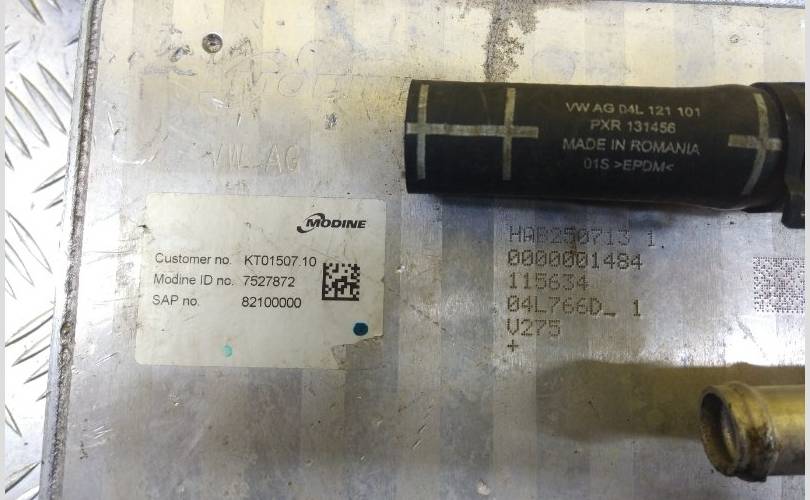 VW AG 04L 121 101
PXR 131456
MADE IN ROMANIA
01S >EPDM<
VW AG
MODINE
Customer no. KT01507.10
Modine ID no. 7527872
SAP no. 82100000
HAB250713 1
0000001484
115634
04L766D_ 1
V275
+